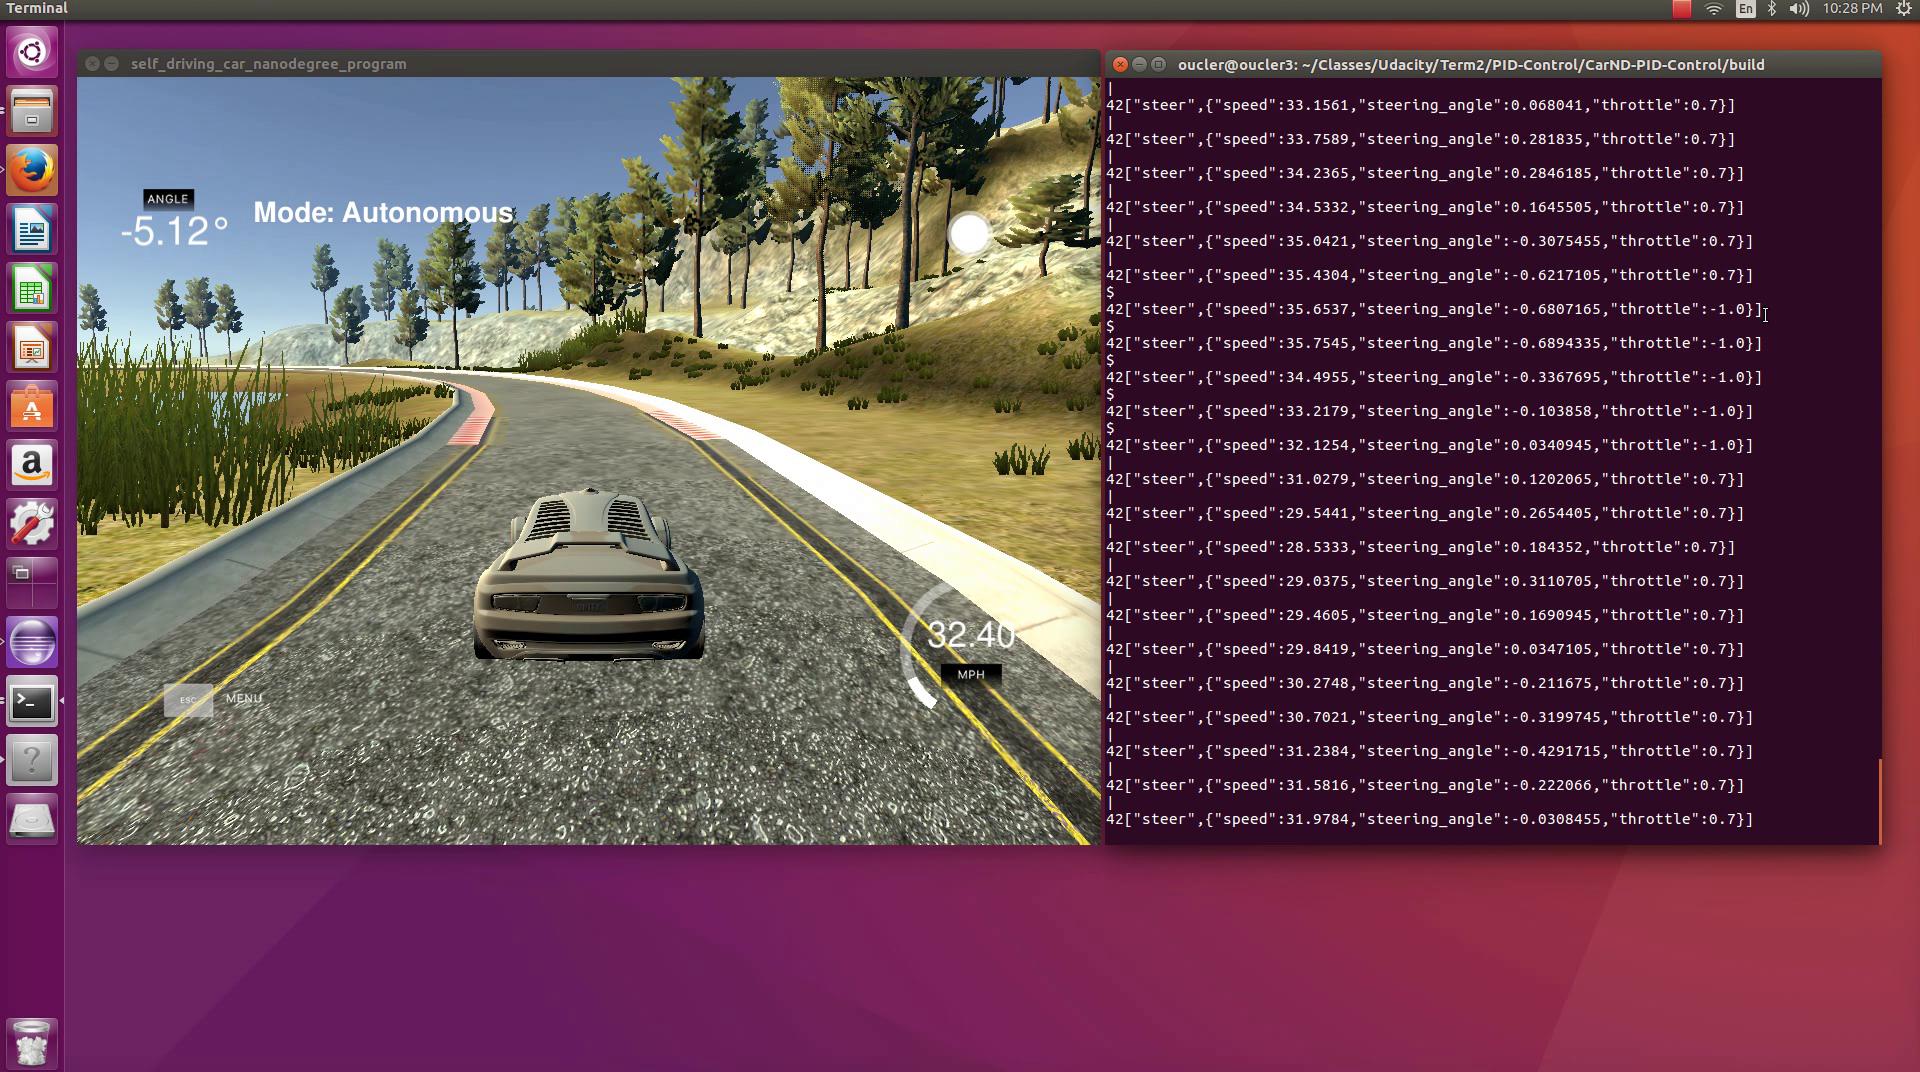 Terminal
En
10:28 PM
self_driving_car_nanodegree_program
ANGLE
-5.12°
Mode: Autonomous
32.40
MPH
ESC
MENU
oucler@oucler3: ~/Classes/Udacity/Term2/PID-Control/CarND-PID-Control/build
|
42["steer",{"speed":33.1561,"steering_angle":0.068041,"throttle":0.7}]
|
42["steer",{"speed":33.7589,"steering_angle":0.281835,"throttle":0.7}]
|
42["steer",{"speed":34.2365,"steering_angle":0.2846185,"throttle":0.7}]
|
42["steer",{"speed":34.5332,"steering_angle":0.1645505,"throttle":0.7}]
|
42["steer",{"speed":35.0421,"steering_angle":-0.3075455,"throttle":0.7}]
|
42["steer",{"speed":35.4304,"steering_angle":-0.6217105,"throttle":0.7}]
$
42["steer",{"speed":35.6537,"steering_angle":-0.6807165,"throttle":-1.0}]
$
42["steer",{"speed":35.7545,"steering_angle":-0.6894335,"throttle":-1.0}]
$
42["steer",{"speed":34.4955,"steering_angle":-0.3367695,"throttle":-1.0}]
$
42["steer",{"speed":33.2179,"steering_angle":-0.103858,"throttle":-1.0}]
$
42["steer",{"speed":32.1254,"steering_angle":0.0340945,"throttle":-1.0}]
|
42["steer",{"speed":31.0279,"steering_angle":0.1202065,"throttle":0.7}]
|
42["steer",{"speed":29.5441,"steering_angle":0.2654405,"throttle":0.7}]
|
42["steer",{"speed":28.5333,"steering_angle":0.184352,"throttle":0.7}]
|
42["steer",{"speed":29.0375,"steering_angle":0.3110705,"throttle":0.7}]
|
42["steer",{"speed":29.4605,"steering_angle":0.1690945,"throttle":0.7}]
|
42["steer",{"speed":29.8419,"steering_angle":0.0347105,"throttle":0.7}]
|
42["steer",{"speed":30.2748,"steering_angle":-0.211675,"throttle":0.7}]
|
42["steer",{"speed":30.7021,"steering_angle":-0.3199745,"throttle":0.7}]
|
42["steer",{"speed":31.2384,"steering_angle":-0.4291715,"throttle":0.7}]
|
42["steer",{"speed":31.5816,"steering_angle":-0.222066,"throttle":0.7}]
|
42["steer",{"speed":31.9784,"steering_angle":-0.0308455,"throttle":0.7}]